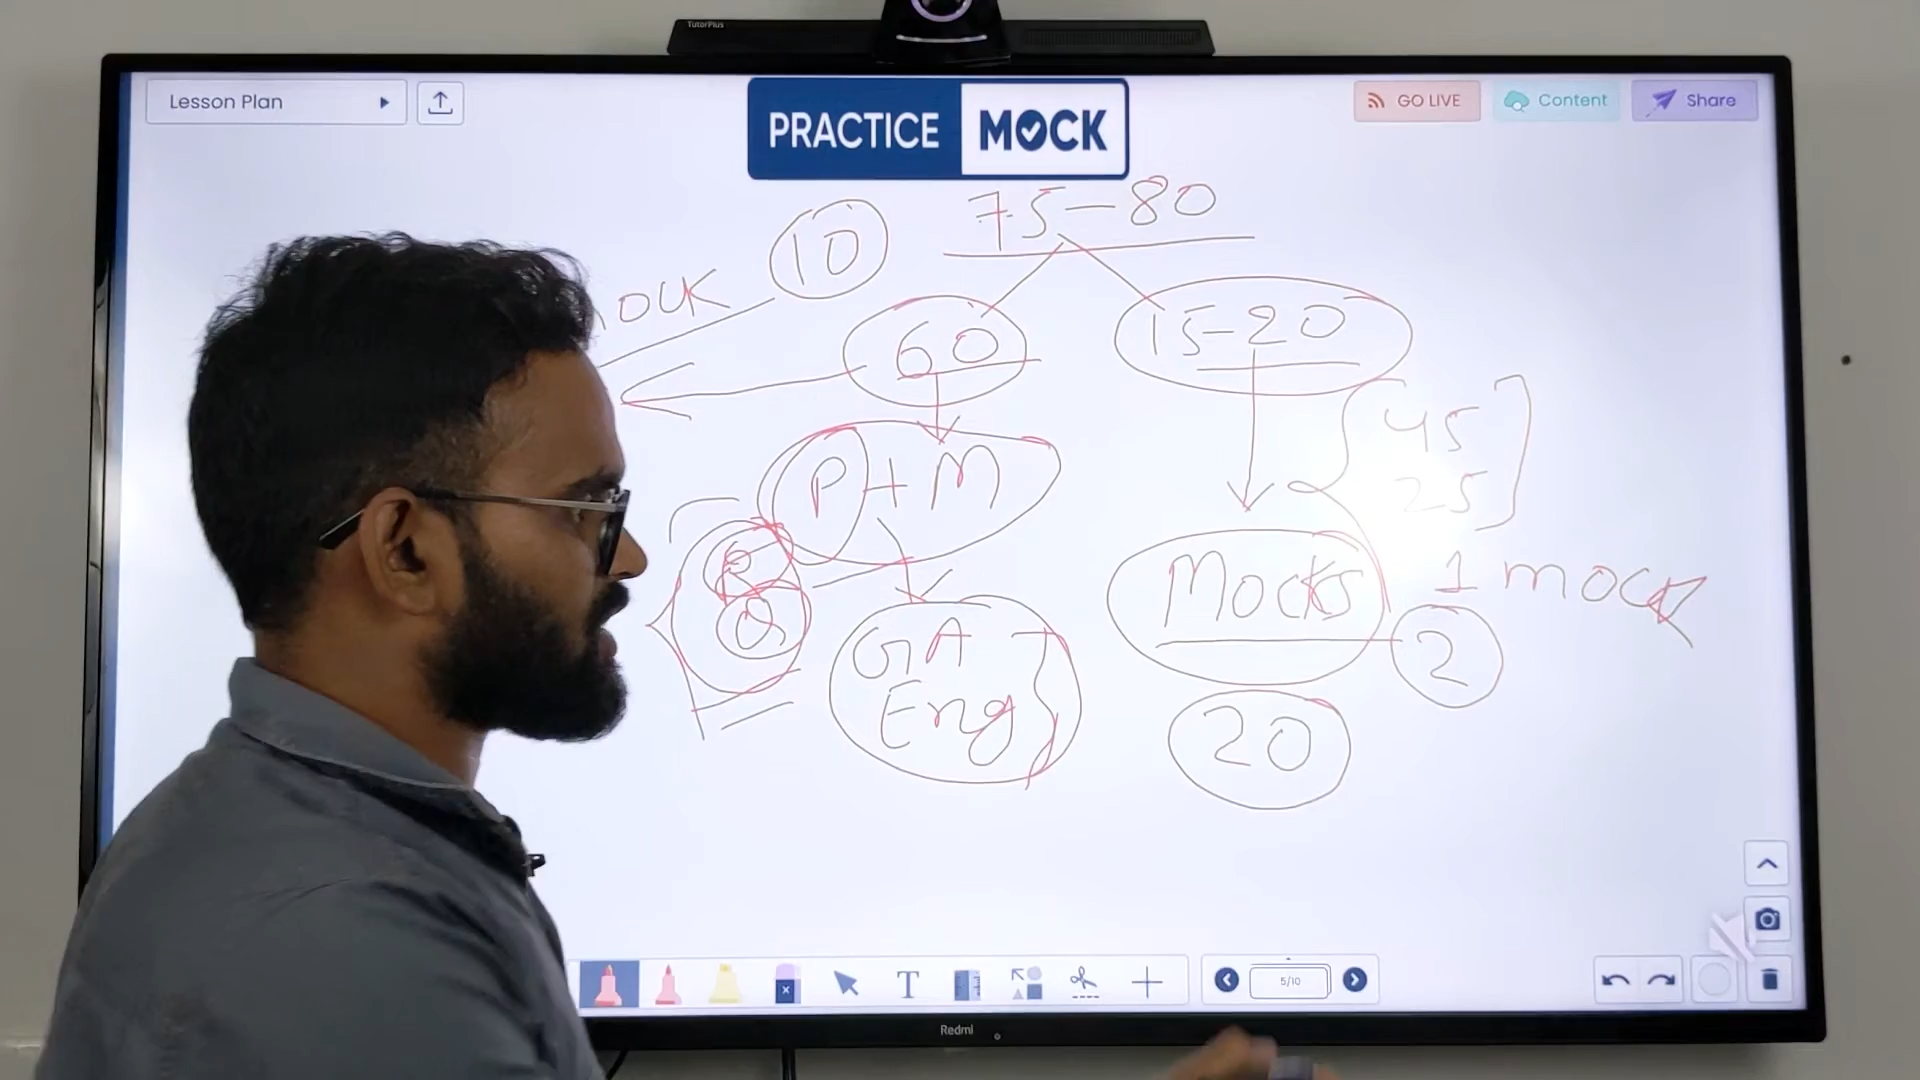 TutorPlus
Lesson Plan
PRACTICE MOCK
GO LIVE
Content
Share
75-80
10
60
15-20
45
25
P+M
R
Q
Mocks
1 mock
2
GA
Eng
20
T
5/10
Redmi